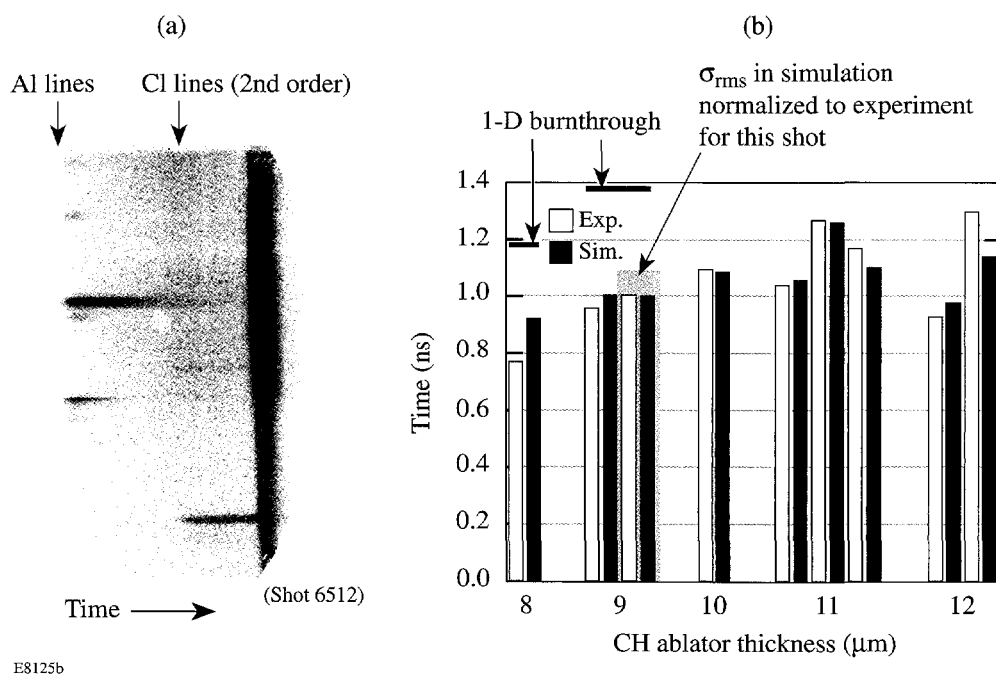 (a)
Al lines
Cl lines (2nd order)
Time
(Shot 6512)
E8125b
(b)
σrms in simulation
normalized to experiment
for this shot
1-D burnthrough
Exp.
Sim.
1.4
1.2
1.0
0.8
0.6
0.4
0.2
0.0
Time (ns)
8 9 10 11 12
CH ablator thickness (μm)